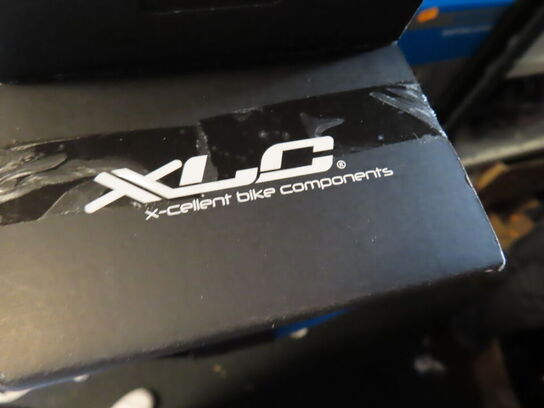 XLC®
x-cellent bike components